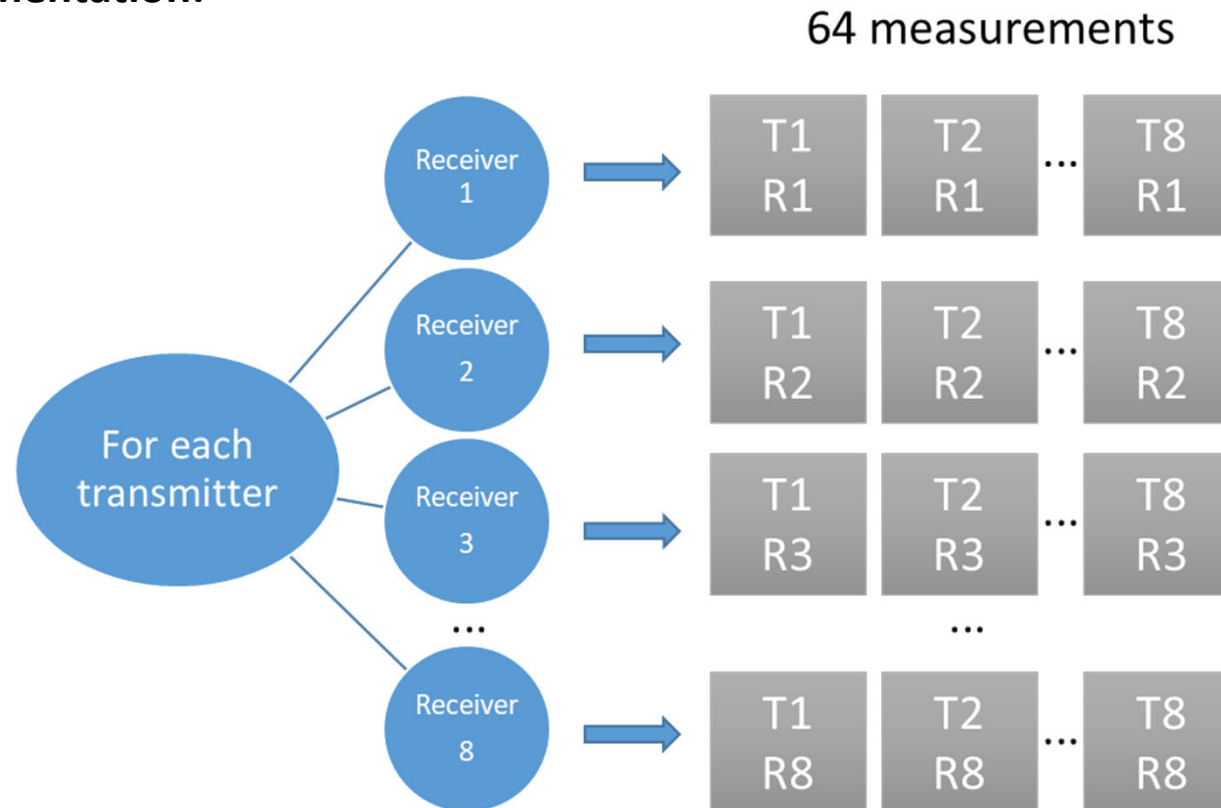 mentation.
64 measurements
For each
transmitter
Receiver
1
T1
R1
T2
R1
...
T8
R1
Receiver
2
T1
R2
T2
R2
...
T8
R2
Receiver
3
T1
R3
T2
R3
...
T8
R3
...
...
Receiver
8
T1
R8
T2
R8
...
T8
R8